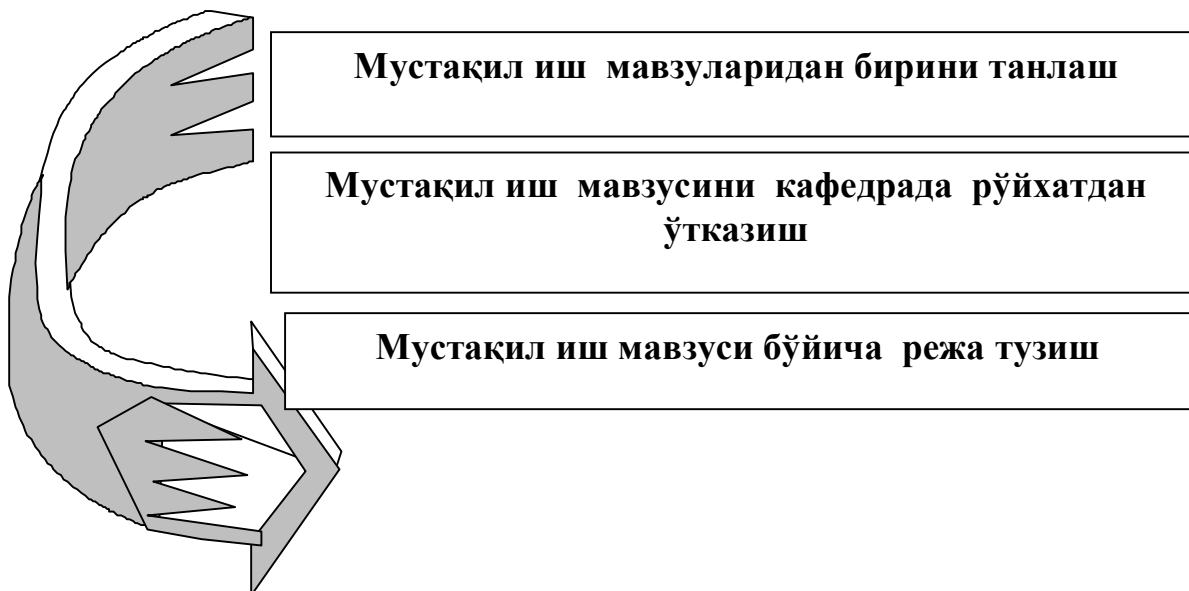 Мустақил иш мавзуларидан бирини танлаш
Мустақил иш мавзусини кафедрада рўйхатдан
ўтказиш
Мустақил иш мавзуси бўйича режа тузиш